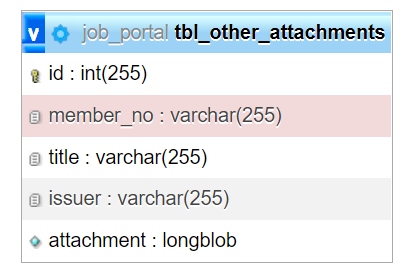 v job_portal tbl_other_attachments
id : int(255)
member_no : varchar(255)
title : varchar(255)
issuer : varchar(255)
attachment : longblob